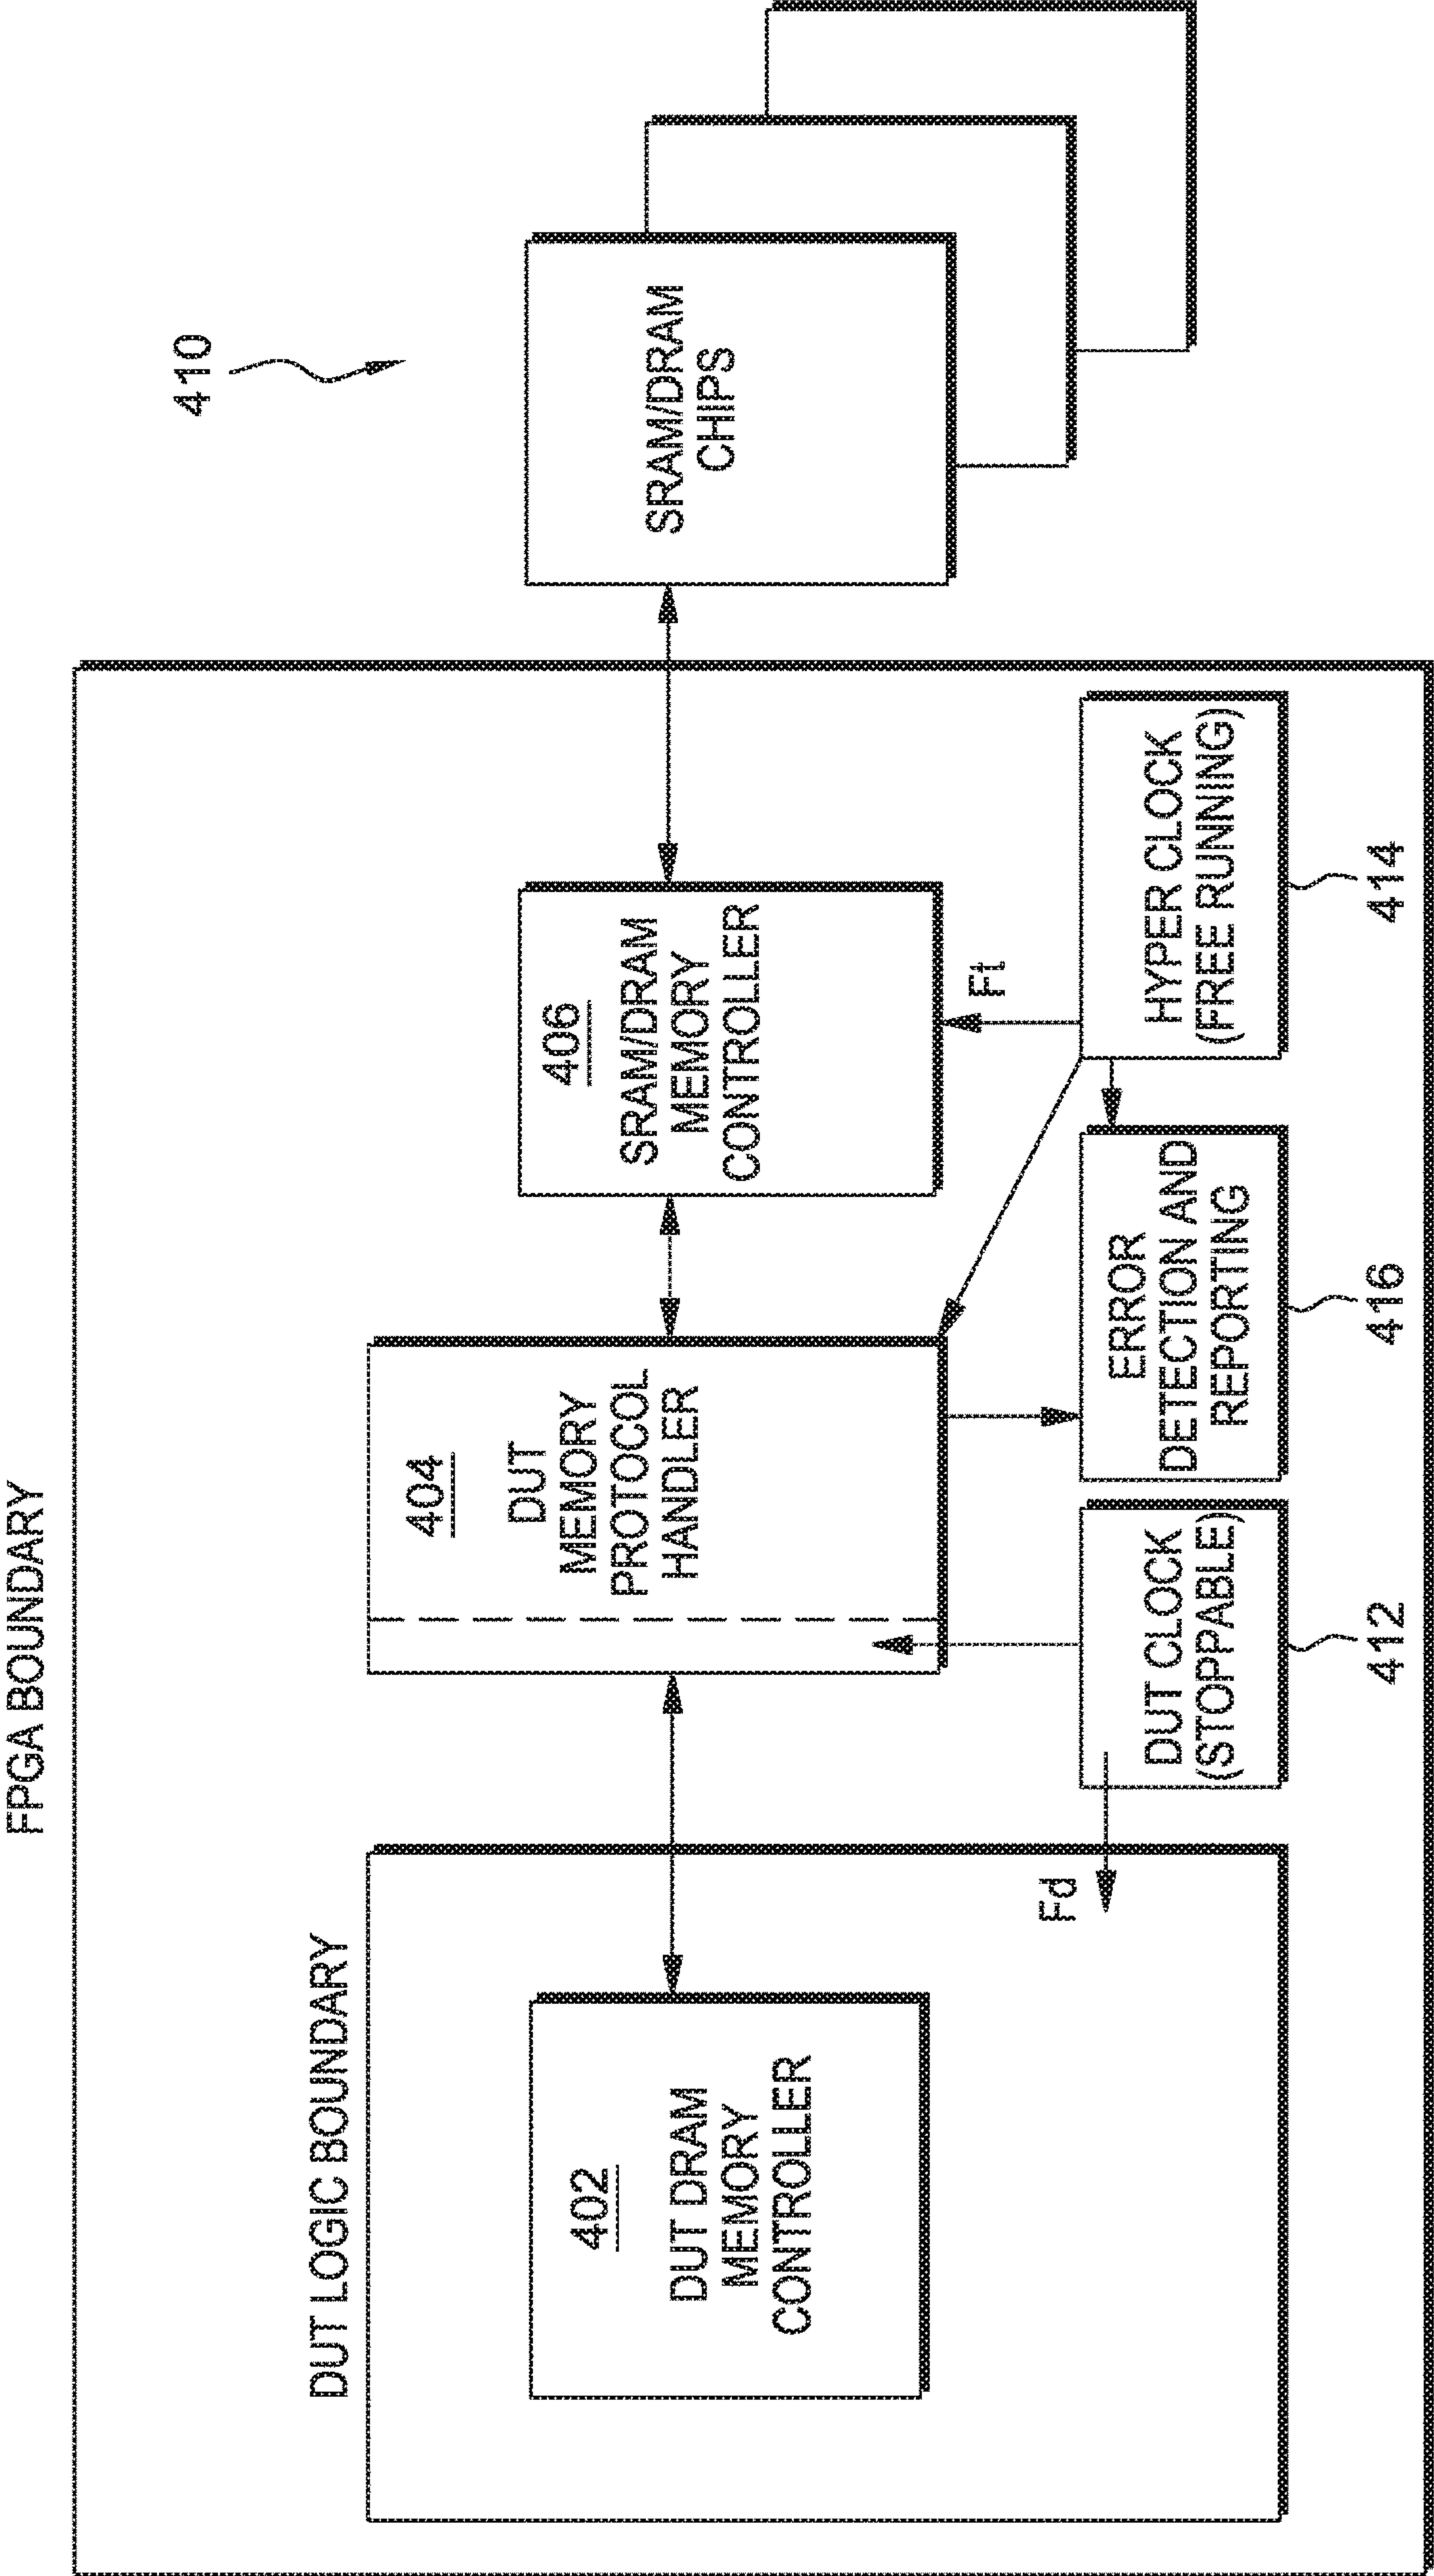 FPGA BOUNDARY
DUT LOGIC BOUNDARY
402
DUT DRAM
MEMORY
CONTROLLER
Fd
404
DUT
MEMORY
PROTOCOL
HANDLER
406
SRAM/DRAM
MEMORY
CONTROLLER
Ft
410
SRAM/DRAM
CHIPS
DUT CLOCK
(STOPPABLE)
412
ERROR
DETECTION AND
REPORTING
416
HYPER CLOCK
(FREE RUNNING)
414